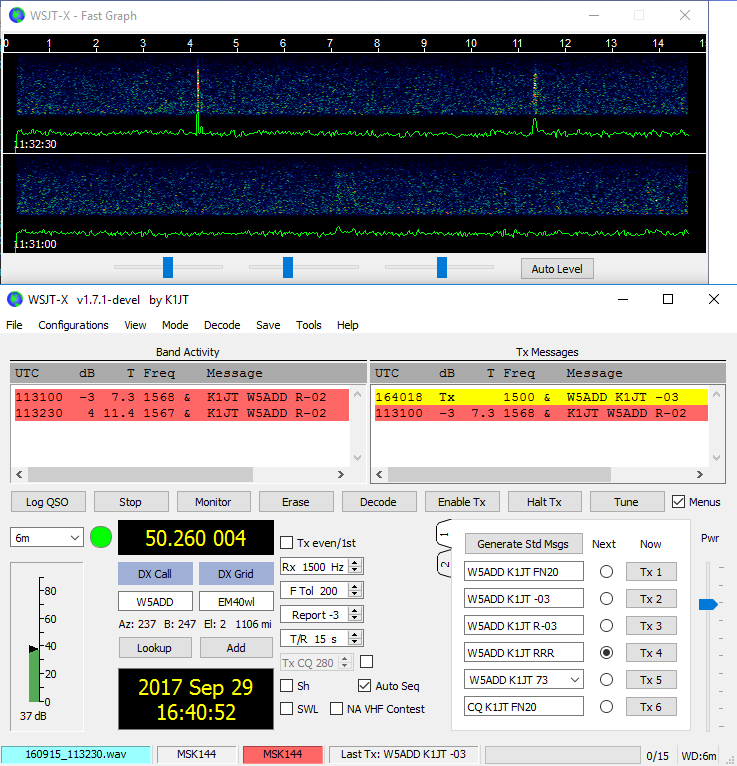 WSJT-X - Fast Graph
0 1 2 3 4 5 6 7 8 9 10 11 12 13 14
11:32:30
11:31:00
Auto Level
WSJT-X v1.7.1-devel by K1JT
File Configurations View Mode Decode Save Tools Help
Band Activity Tx Messages
UTC dB T Freq Message UTC dB T Freq Message
113100 -3 7.3 1568 & K1JT W5ADD R-02 164018 Tx 1500 & W5ADD K1JT -03
113230 4 11.4 1567 & K1JT W5ADD R-02 113100 -3 7.3 1568 & K1JT W5ADD R-02
Log QSO Stop Monitor Erase Decode Enable Tx Halt Tx Tune Menus
6m 50.260 004 Tx even/1st 1 Generate Std Msgs Next Now Pwr
DX Call DX Grid Rx 1500 Hz 2 W5ADD K1JT FN20 Tx 1
W5ADD EM40wl F Tol 200 W5ADD K1JT -03 Tx 2
Az: 237 B: 247 El: 2 1106 mi Report -3 W5ADD K1JT R-03 Tx 3
Lookup Add T/R 15 s W5ADD K1JT RRR Tx 4
Tx CQ 280 W5ADD K1JT 73 Tx 5
2017 Sep 29 Sh Auto Seq CQ K1JT FN20 Tx 6
16:40:52 SWL NA VHF Contest
80
60
40
20
0
37 dB
160915_113230.wav MSK144 MSK144 Last Tx: W5ADD K1JT -03 0/15 WD:6m